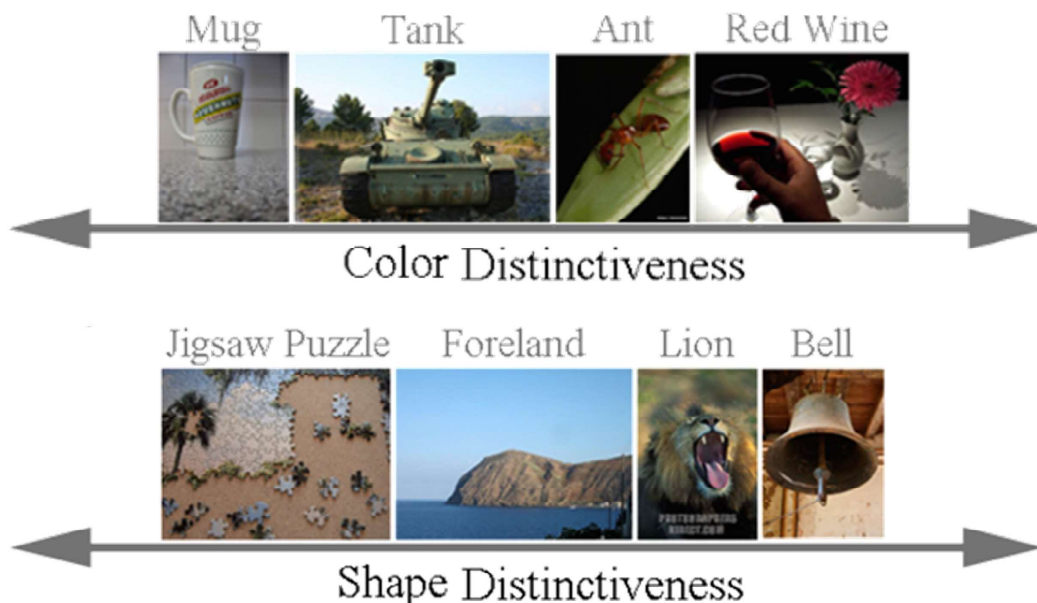 Mug Tank Ant Red Wine
Color Distinctiveness
Jigsaw Puzzle Foreland Lion Bell
Shape Distinctiveness